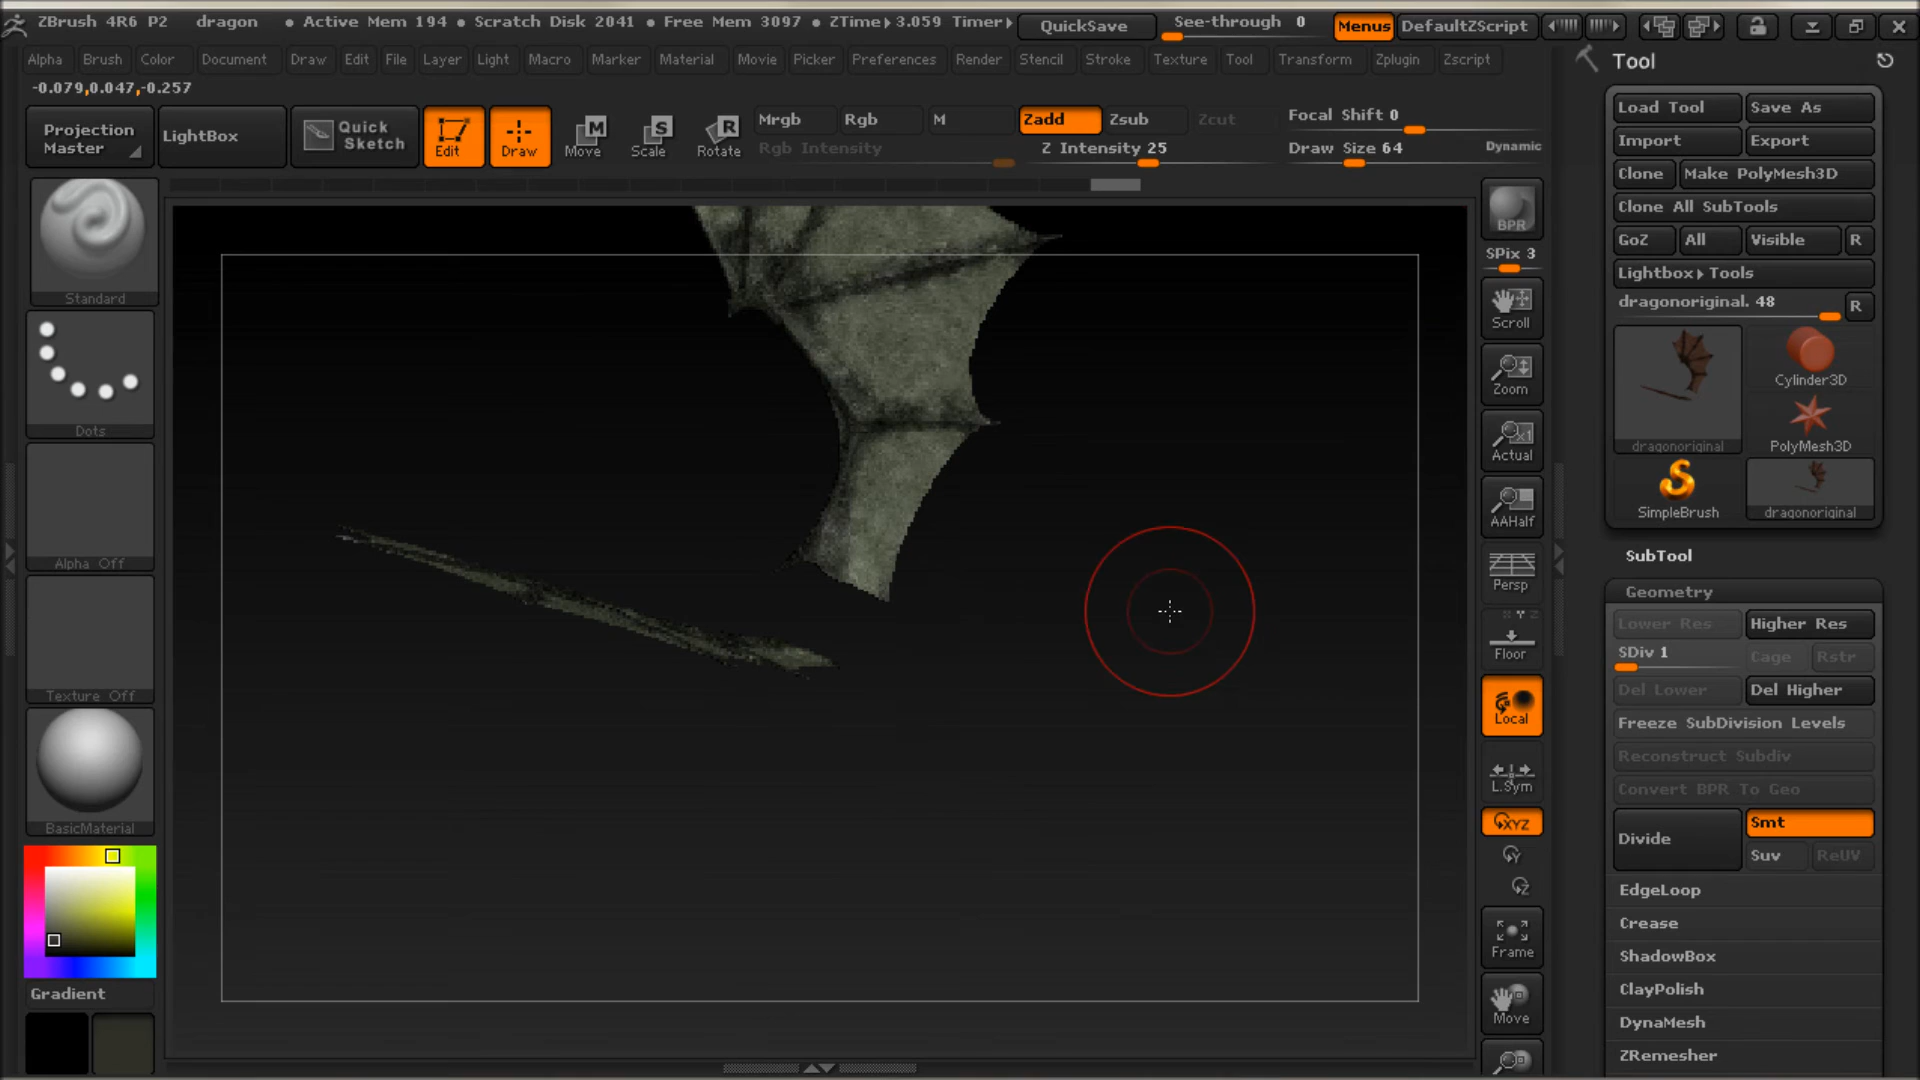 ZBrush 4R6 P2 dragon • Active Mem 194 • Scratch Disk 2041 • Free Mem 3097 • ZTime▸3.059 Timer▸ QuickSave See-through 0 Menus DefaultZScript
Alpha Brush Color Document Draw Edit File Layer Light Macro Marker Material Movie Picker Preferences Render Stencil Stroke Texture Tool Transform Zplugin Zscript
-0.079,0.047,-0.257
Projection
Master
LightBox
Quick
Sketch
Edit
Draw
M
Move
S
Scale
R
Rotate
Mrgb Rgb M Zadd Zsub Zcut Focal Shift 0
Rgb Intensity Z Intensity 25 Draw Size 64 Dynamic
Standard
Dots
Alpha Off
Texture Off
BasicMaterial
Gradient
BPR
SPix 3
Scroll
Zoom
x1
Actual
AAHalf
Persp
X Y Z
Floor
Local
L.Sym
XYZ
Y
Z
Frame
Move
Tool
Load Tool Save As
Import Export
Clone Make PolyMesh3D
Clone All SubTools
GoZ All Visible R
Lightbox▸Tools
dragonoriginal. 48 R
dragonoriginal
Cylinder3D
PolyMesh3D
SimpleBrush
dragonoriginal
SubTool
Geometry
Lower Res Higher Res
SDiv 1 Cage Rstr
Del Lower Del Higher
Freeze SubDivision Levels
Reconstruct Subdiv
Convert BPR To Geo
Divide Smt
Suv ReUV
EdgeLoop
Crease
ShadowBox
ClayPolish
DynaMesh
ZRemesher